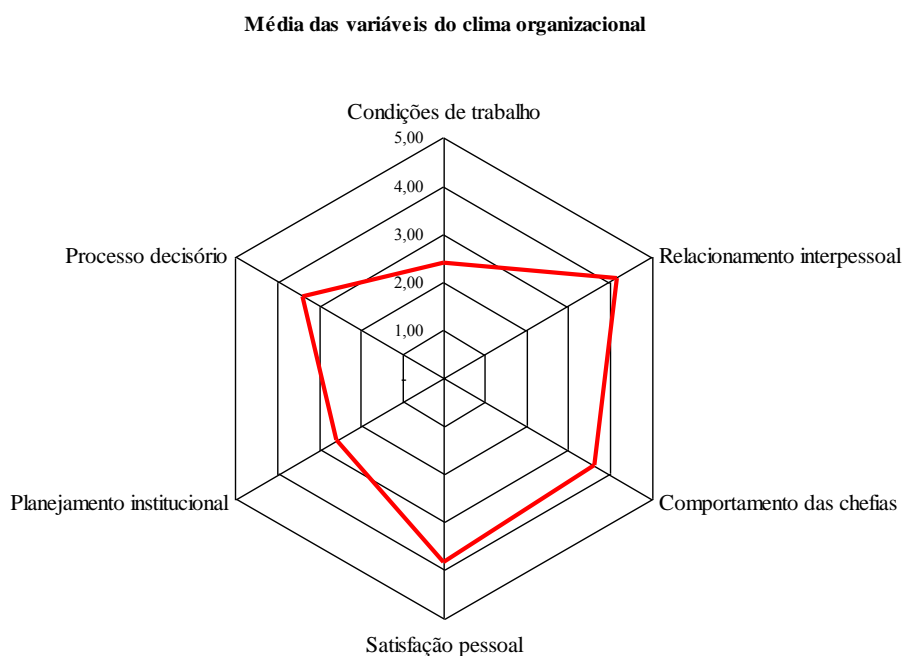 Média das variáveis do clima organizacional
Condições de trabalho
5,00
4,00
3,00
2,00
1,00
-
Processo decisório
Relacionamento interpessoal
Planejamento institucional
Comportamento das chefias
Satisfação pessoal